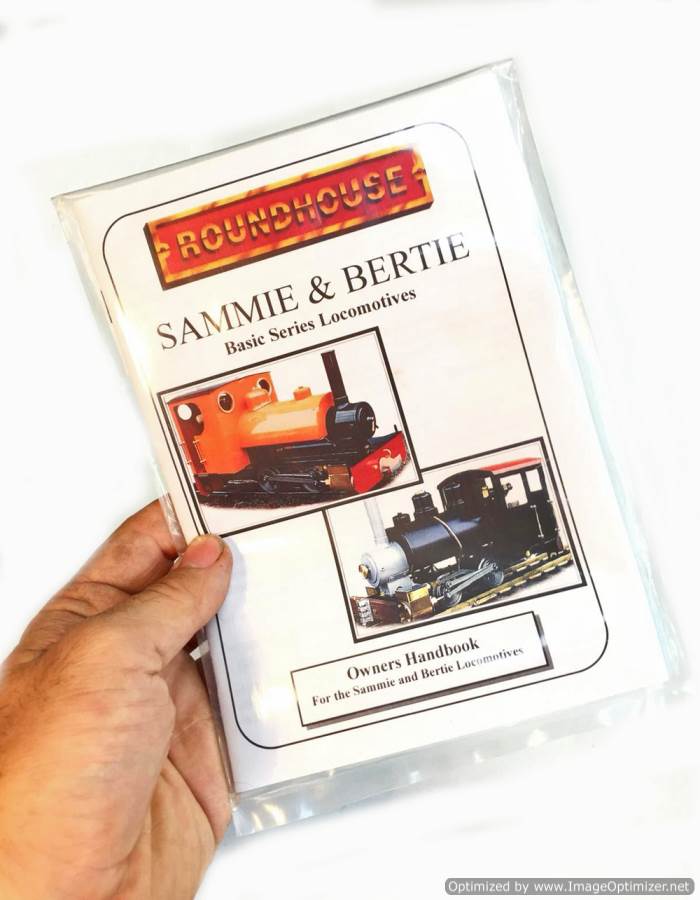 ROUNDHOUSE
SAMMIE & BERTIE
Basic Series Locomotives
Owners Handbook
For the Sammie and Bertie Locomotives
Optimized by www.ImageOptimizer.net